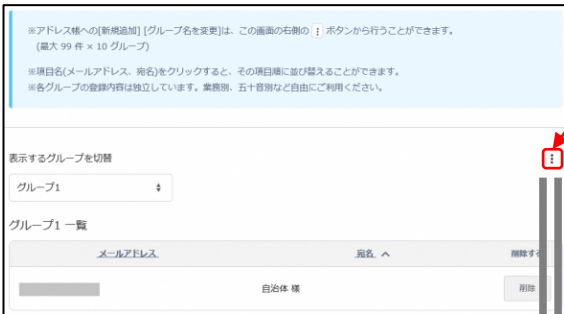 ※アドレス帳への[新規追加] [グループ名を変更]は、この画面の右側の ⋮ ボタンから行うことができます。
(最大 99 件 × 10 グループ)
※項目名(メールアドレス、宛名)をクリックすると、その項目順に並び替えることができます。
※各グループの登録内容は独立しています。業務別、五十音別など自由にご利用ください。
表示するグループを切替
グループ1
グループ1 一覧
メールアドレス 宛名 削除する
自治体 様 削除